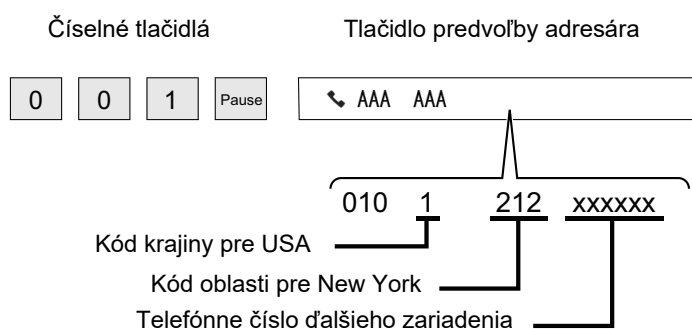 Číselné tlačidlá Tlačidlo predvoľby adresára
0 0 1 Pause AAA AAA
010 1 212 xxxxxx
Kód krajiny pre USA
Kód oblasti pre New York
Telefónne číslo ďalšieho zariadenia